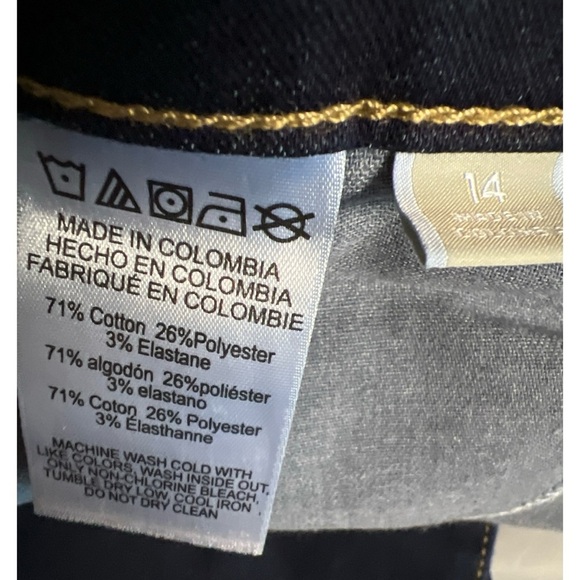 MADE IN COLOMBIA
HECHO EN COLOMBIA
FABRIQUÉ EN COLOMBIE
71% Cotton 26%Polyester
3% Elastane
71% algodón 26%poliéster
3% elastano
71% Coton 26% Polyester
3% Élasthanne
MACHINE WASH COLD WITH
LIKE COLORS, WASH INSIDE OUT,
ONLY NON-CHLORINE BLEACH,
TUMBLE DRY LOW, COOL IRON
DO NOT DRY CLEAN
14
MADE IN